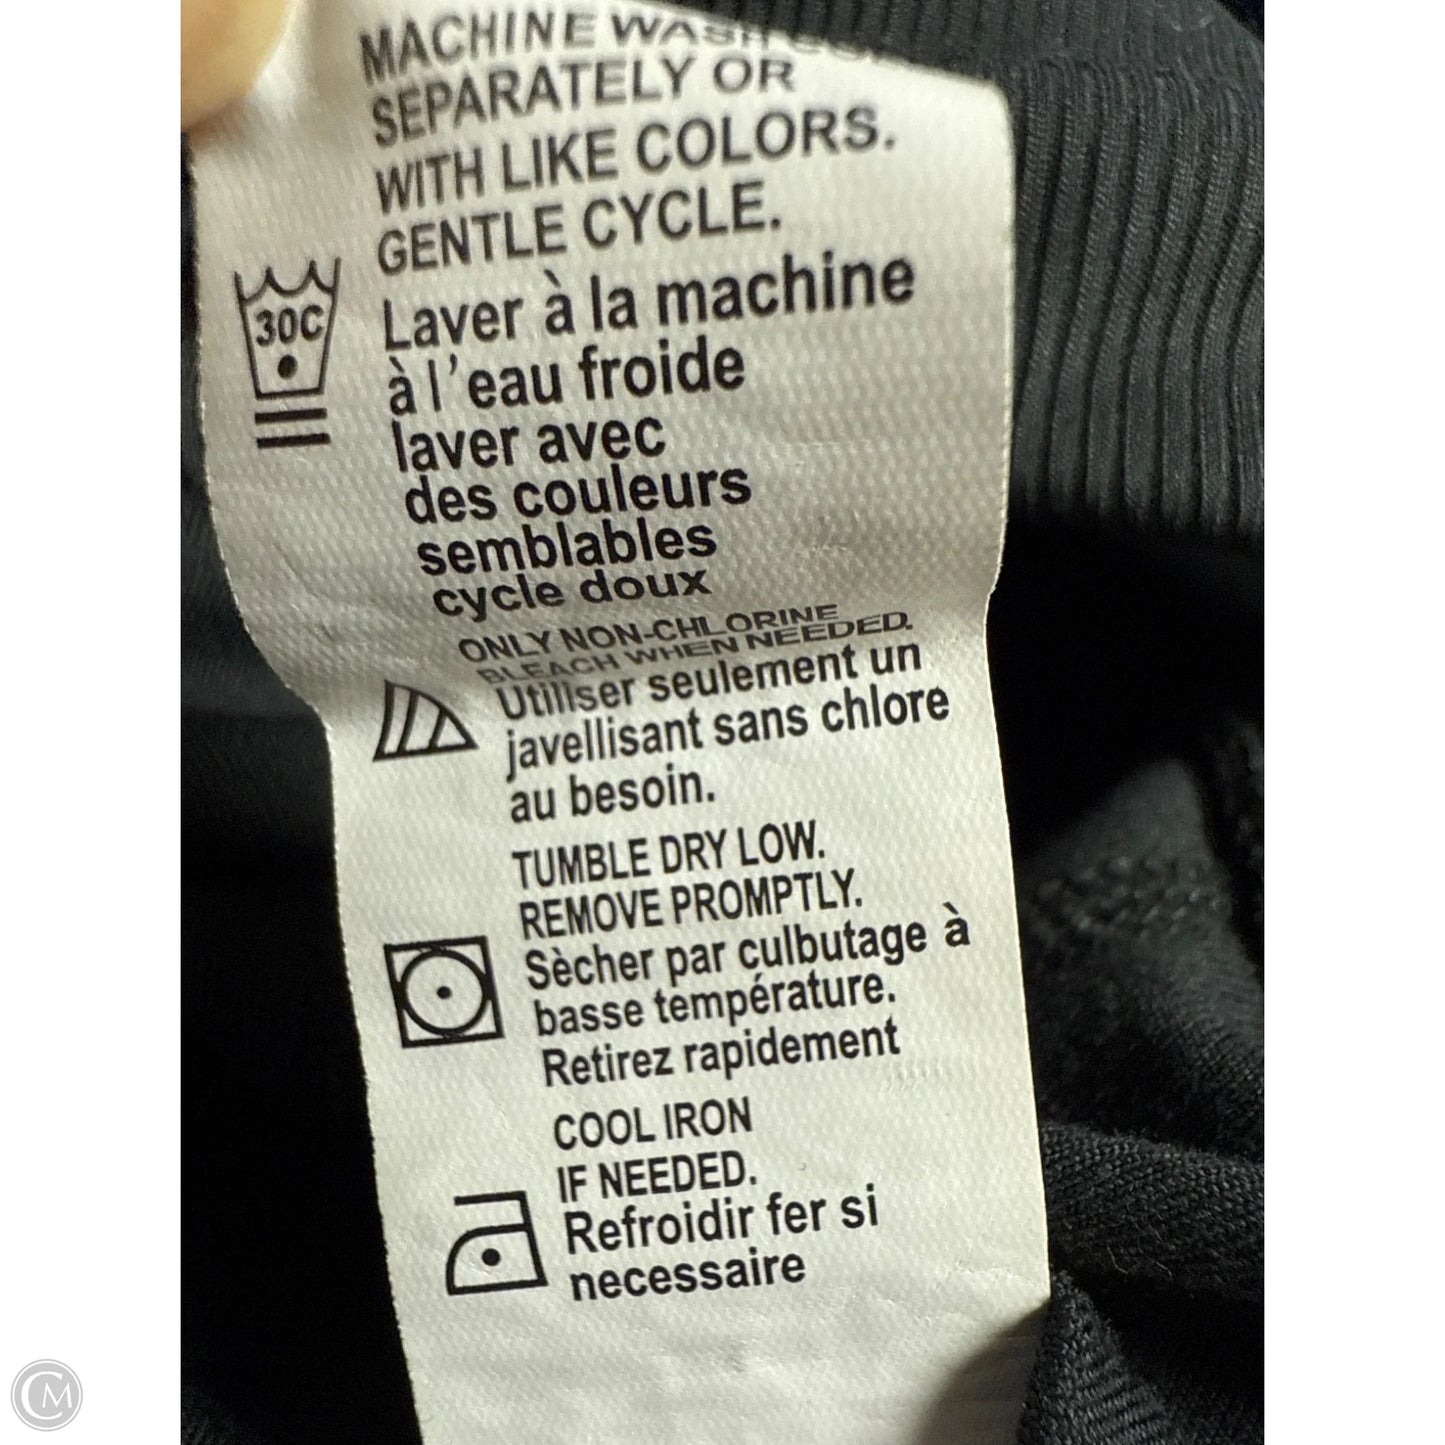 MACHINE WASH
SEPARATELY OR
WITH LIKE COLORS.
GENTLE CYCLE.
30C
Laver à la machine
à l'eau froide
laver avec
des couleurs
semblables
cycle doux
ONLY NON-CHLORINE
BLEACH WHEN NEEDED.
Utiliser seulement un
javellisant sans chlore
au besoin.
TUMBLE DRY LOW.
REMOVE PROMPTLY.
Sècher par culbutage à
basse température.
Retirez rapidement
COOL IRON
IF NEEDED.
Refroidir fer si
necessaire
CM